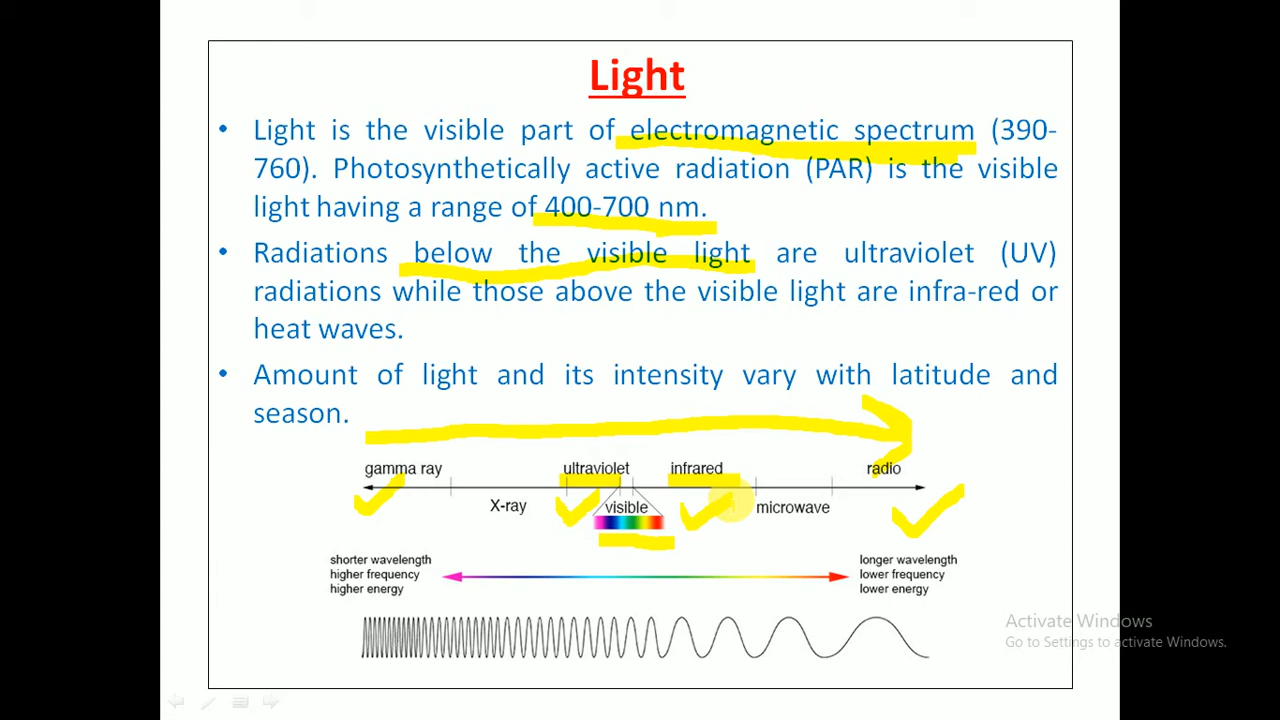 Light
• Light is the visible part of electromagnetic spectrum (390-
760). Photosynthetically active radiation (PAR) is the visible
light having a range of 400-700 nm.
• Radiations below the visible light are ultraviolet (UV)
radiations while those above the visible light are infra-red or
heat waves.
• Amount of light and its intensity vary with latitude and
season.
gamma ray ultraviolet infrared radio
X-ray visible microwave
shorter wavelength longer wavelength
higher frequency lower frequency
higher energy lower energy
Activate Windows
Go to Settings to activate Windows.